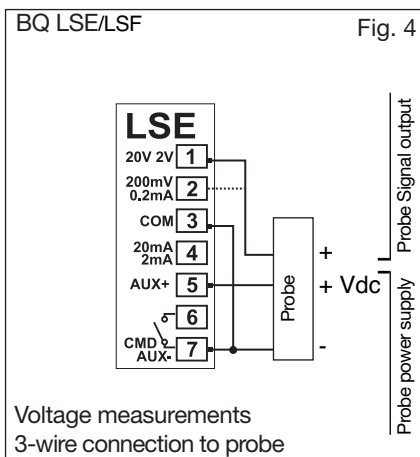 BQ LSE/LSF
Fig. 4
LSE
20V 2V 1
200mV
0.2mA 2
COM 3
20mA
2mA 4
AUX+ 5
6
CMD
AUX- 7
Probe
+
+ Vdc
-
Probe Signal output
Probe power supply
Voltage measurements
3-wire connection to probe